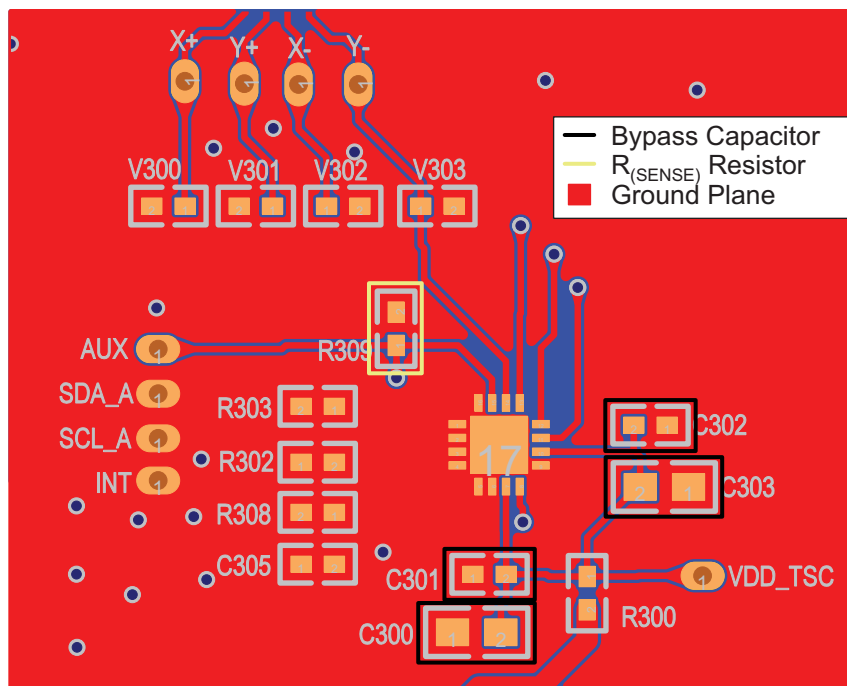 X+ Y+ X- Y-
Bypass Capacitor
R(SENSE) Resistor
Ground Plane
V300 V301 V302 V303
AUX
R309
SDA_A
R303
SCL_A
R302
INT
R308
C305
17
C302
C303
C301
VDD_TSC
C300
R300